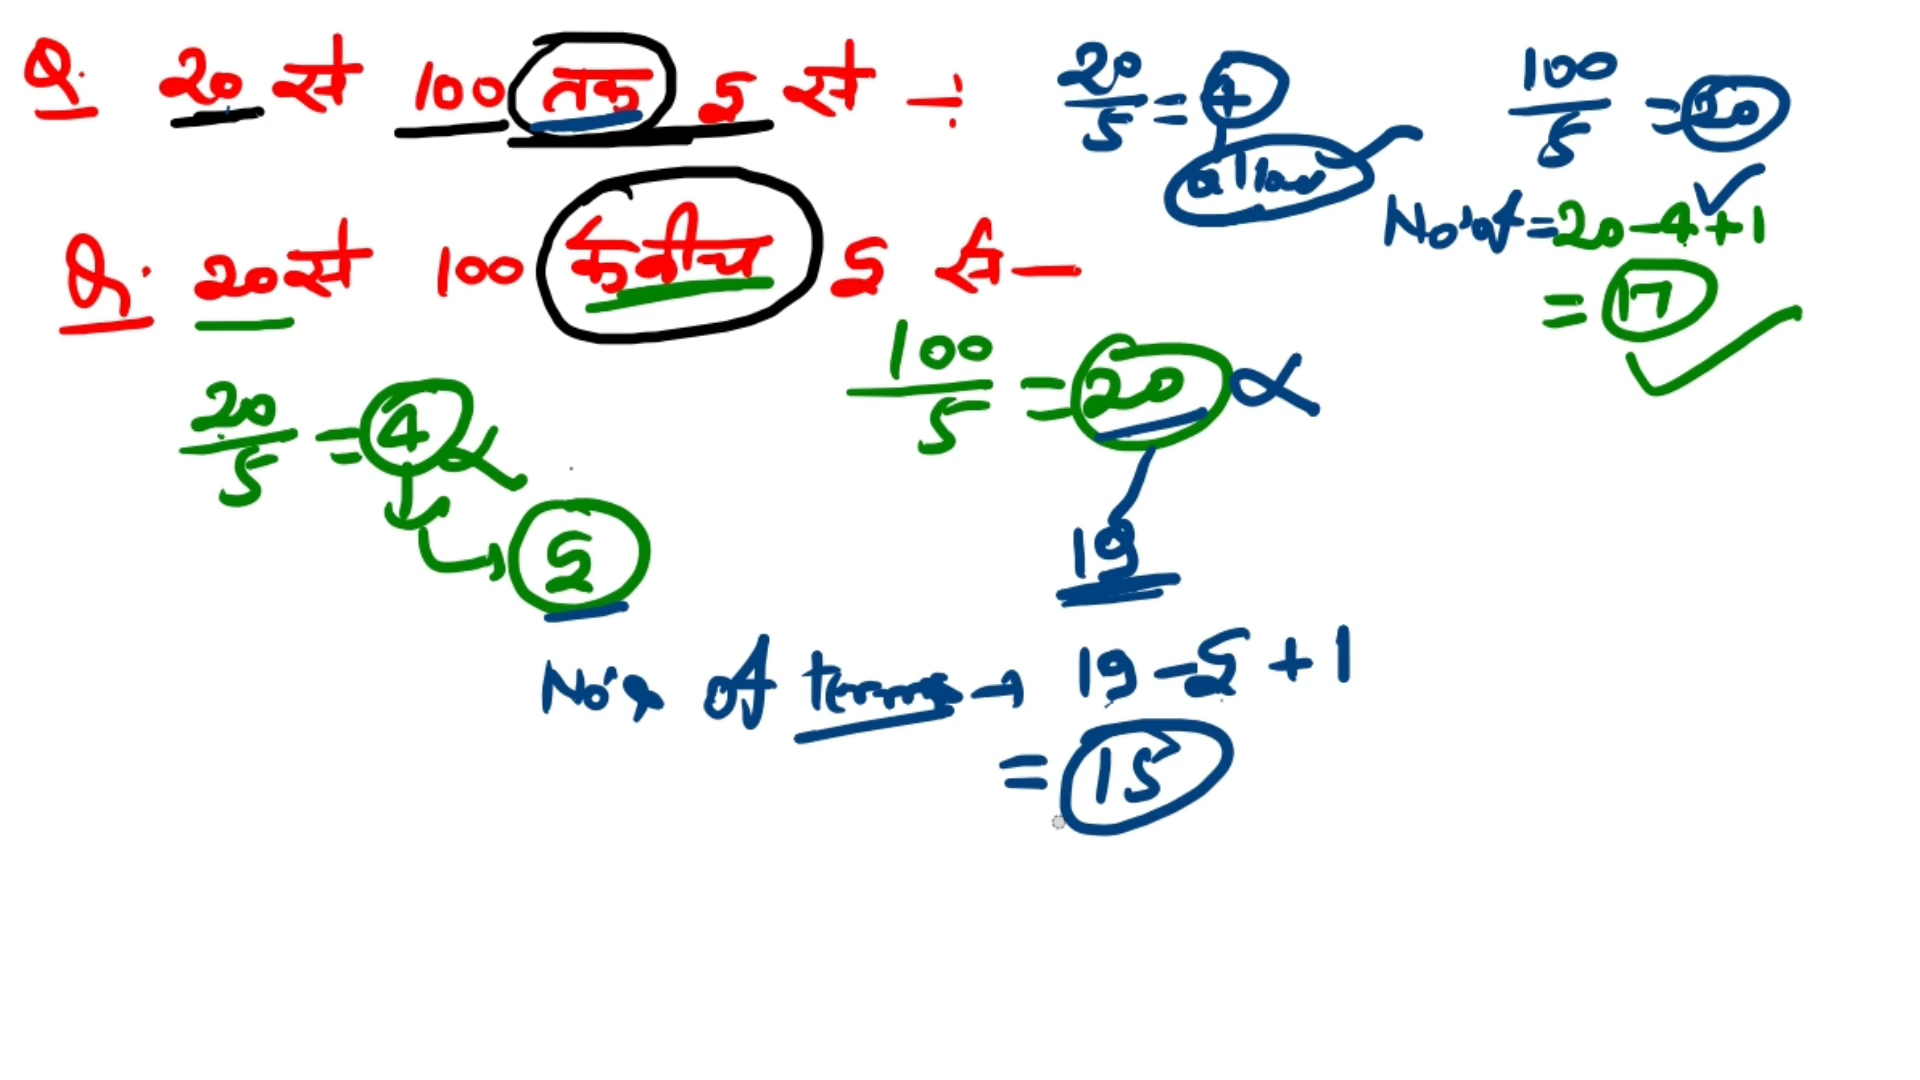 Q. 20 से 100 तक 5 से -:
20/5 = 4
allow
100/5 = 20
No. of = 20-4+1
= 17
Q. 20 से 100 के बीच 5 से —
20/5 = 4
5
100/5 = 20
19
No. of terms → 19-5+1
= 15